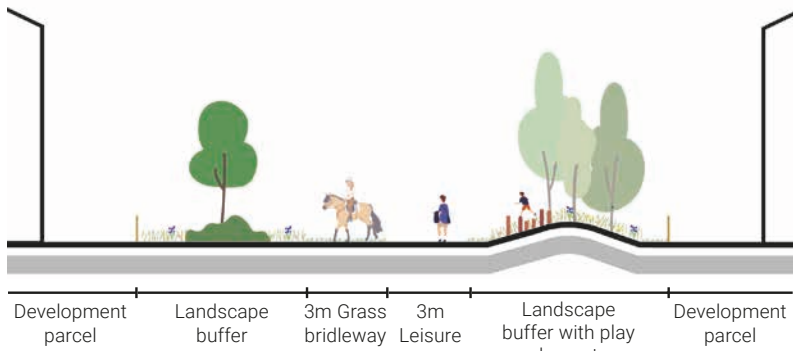 Development
parcel
Landscape
buffer
3m Grass
bridleway
3m
Leisure
Landscape
buffer with play
Development
parcel